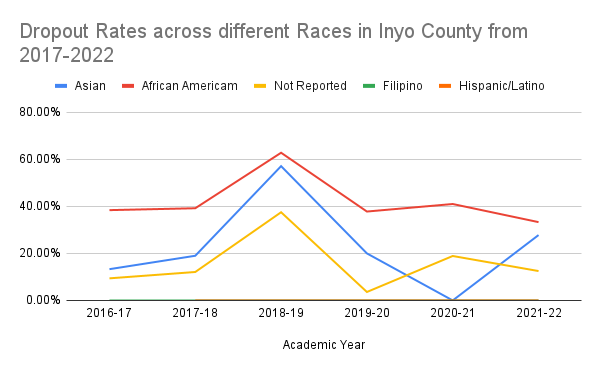 Dropout Rates across different Races in Inyo County from
2017-2022
Asian African Americam Not Reported Filipino Hispanic/Latino
80.00%
60.00%
40.00%
20.00%
0.00%
2016-17 2017-18 2018-19 2019-20 2020-21 2021-22
Academic Year